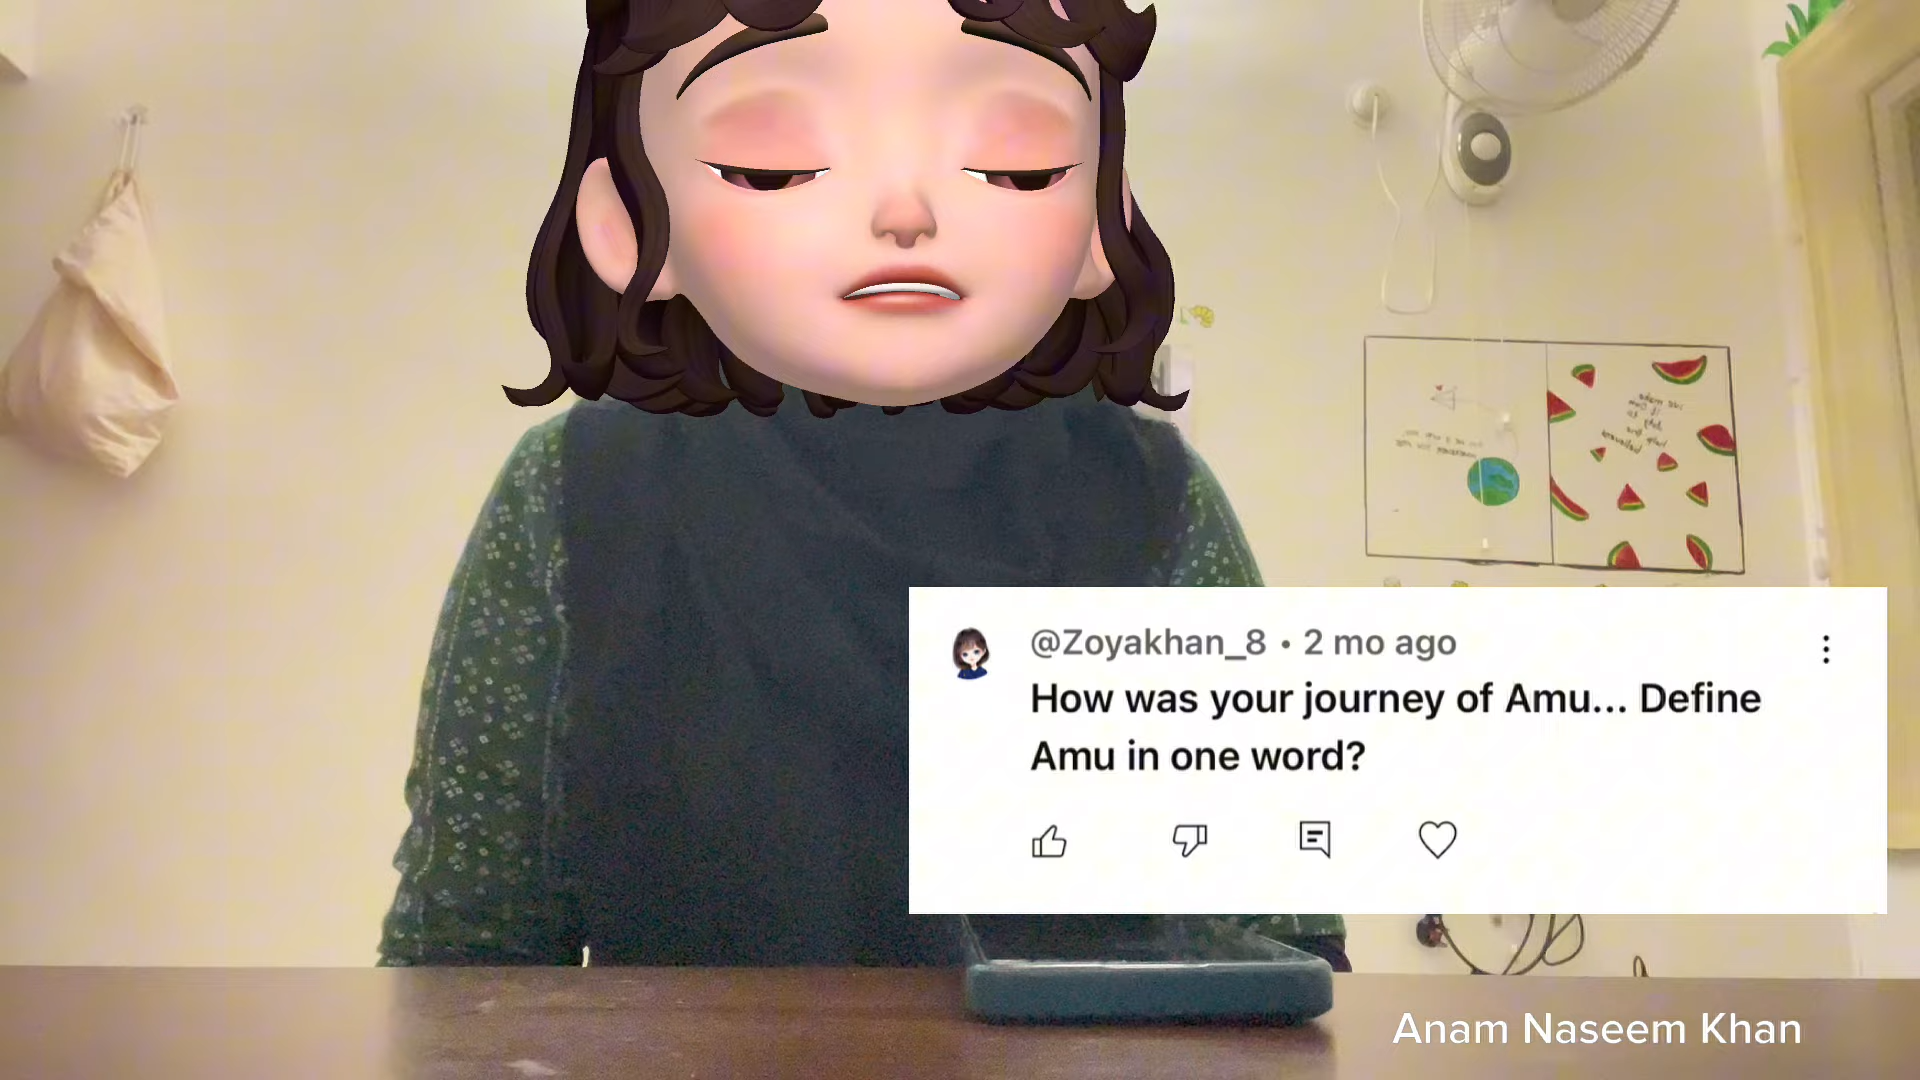 @Zoyakhan_8 • 2 mo ago
How was your journey of Amu... Define
Amu in one word?
Anam Naseem Khan